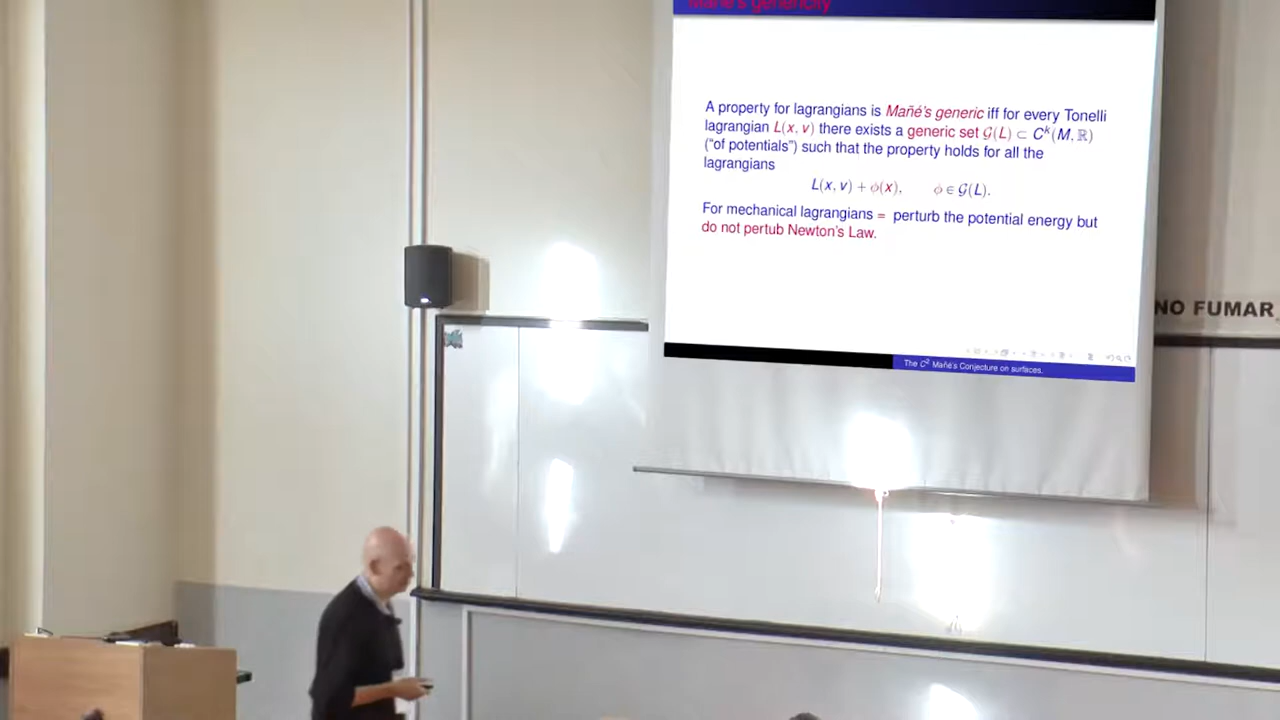 Mañé's genericity
A property for lagrangians is Mañé's generic iff for every Tonelli
lagrangian L(x, v) there exists a generic set 𝒢(L) ⊂ Cᵏ(M, ℝ)
("of potentials") such that the property holds for all the
lagrangians
L(x, v) + ϕ(x), ϕ ∈ 𝒢(L).
For mechanical lagrangians = perturb the potential energy but
do not pertub Newton's Law.
NO FUMAR
The C² Mañé's Conjecture on surfaces.